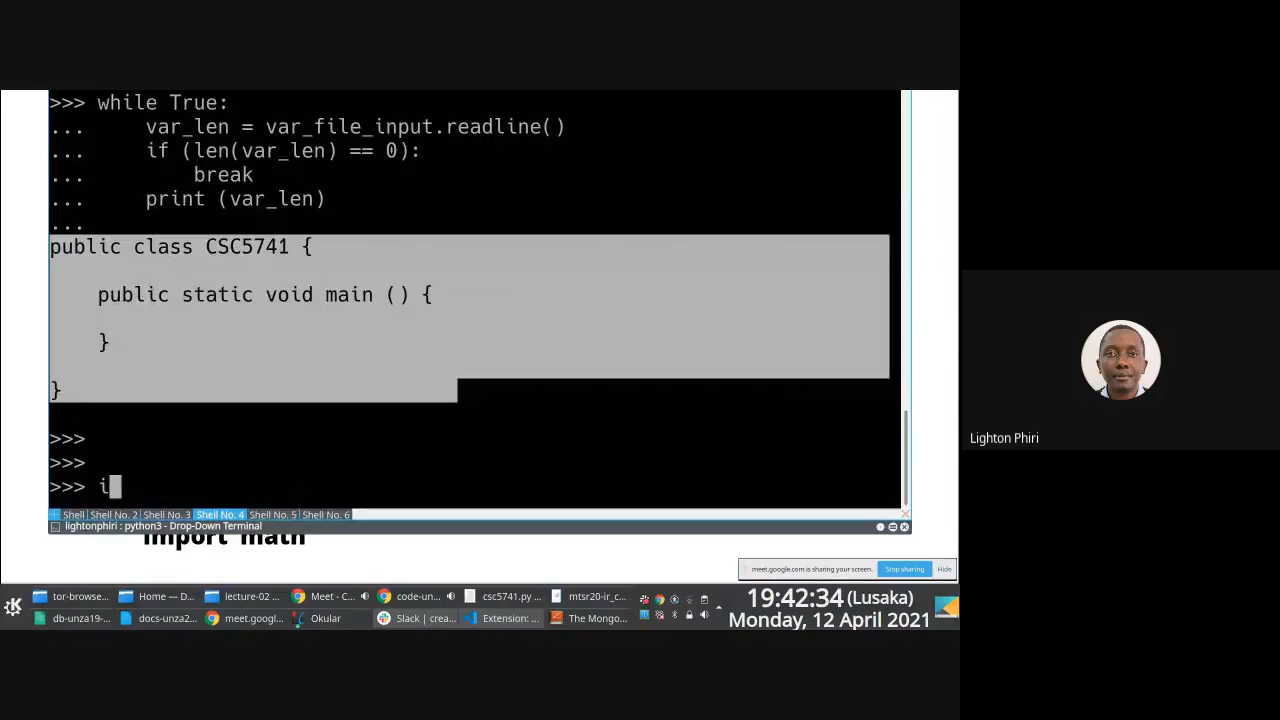 >>> while True:
...     var_len = var_file_input.readline()
...     if (len(var_len) == 0):
...         break
...     print (var_len)
...
public class CSC5741 {
    public static void main () {
    }
}
>>>
>>>
>>> i
Shell Shell No. 2 Shell No. 3 Shell No. 4 Shell No. 5 Shell No. 6
lightonphiri : python3 - Drop-Down Terminal
import math
meet.google.com is sharing your screen. Stop sharing Hide
tor-browse... Home — D... lecture-02 ... Meet - C... code-un... csc5741.py ... mtsr20-ir_c...
db-unza19-... docs-unza2... meet.googl... Okular Slack | crea... Extension: ... The Mongo...
19:42:34 (Lusaka)
Monday, 12 April 2021
Lighton Phiri